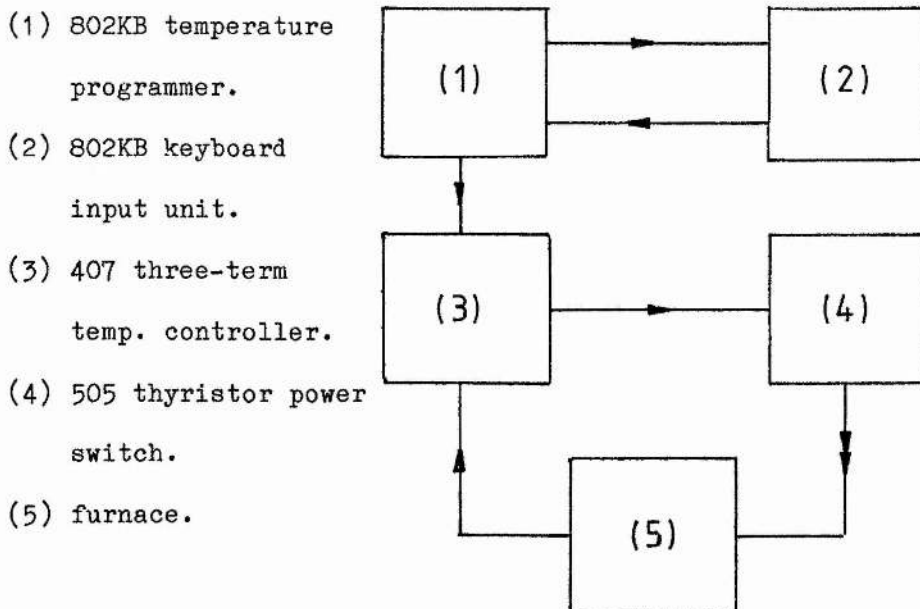 (1) 802KB temperature
programmer.
(2) 802KB keyboard
input unit.
(3) 407 three-term
temp. controller.
(4) 505 thyristor power
switch.
(5) furnace.
(1)
(2)
(3)
(4)
(5)